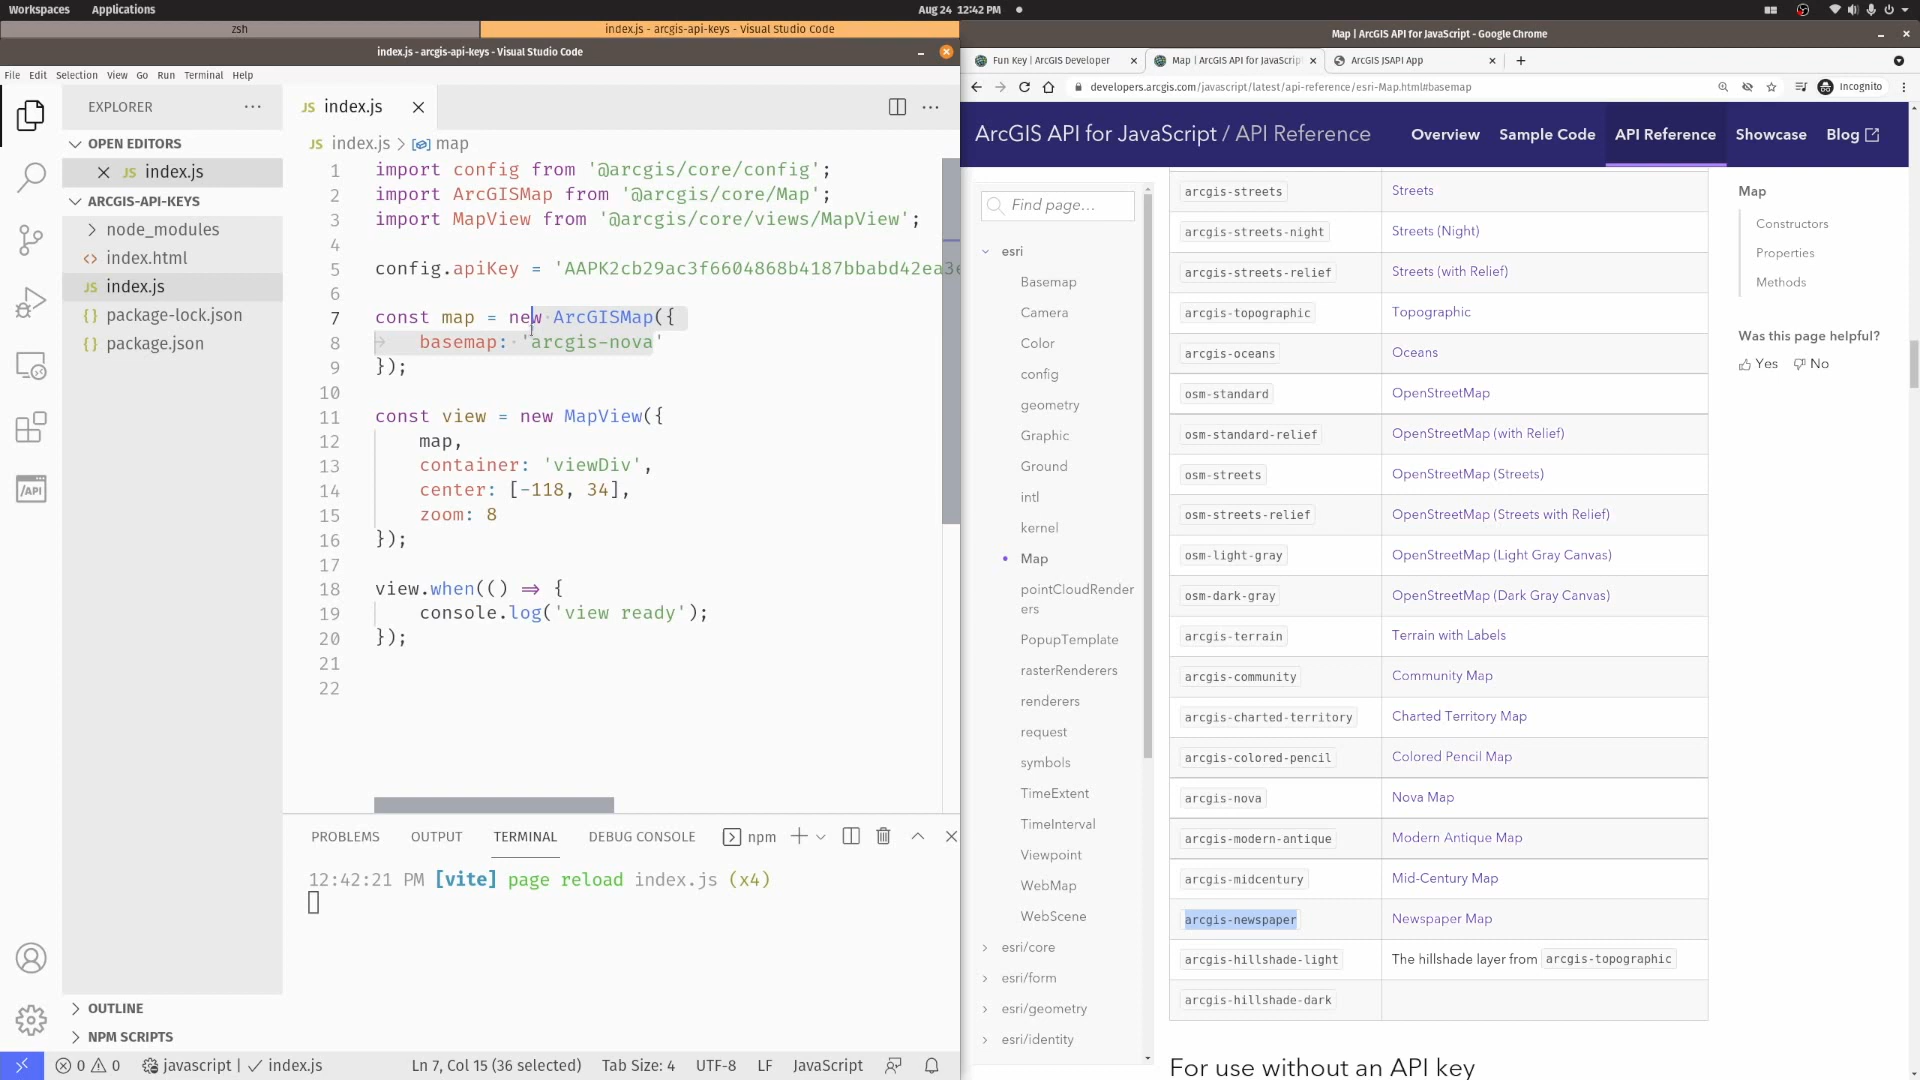 Workspaces Applications Aug 24 12:42 PM
zsh index.js - arcgis-api-keys - Visual Studio Code
index.js - arcgis-api-keys - Visual Studio Code
File Edit Selection View Go Run Terminal Help
EXPLORER
OPEN EDITORS
JS index.js
ARCGIS-API-KEYS
node_modules
<> index.html
JS index.js
{} package-lock.json
{} package.json
OUTLINE
NPM SCRIPTS
JS index.js
JS index.js > map
1 import config from '@arcgis/core/config';
2 import ArcGISMap from '@arcgis/core/Map';
3 import MapView from '@arcgis/core/views/MapView';
4
5 config.apiKey = 'AAPK2cb29ac3f6604868b4187bbabd42ea3
6
7 const map = new ArcGISMap({
8 basemap: 'arcgis-nova'
9 });
10
11 const view = new MapView({
12 map,
13 container: 'viewDiv',
14 center: [-118, 34],
15 zoom: 8
16 });
17
18 view.when(() => {
19 console.log('view ready');
20 });
21
22
PROBLEMS OUTPUT TERMINAL DEBUG CONSOLE npm
12:42:21 PM [vite] page reload index.js (x4)
0 0 javascript index.js Ln 7, Col 15 (36 selected) Tab Size: 4 UTF-8 LF JavaScript
Map | ArcGIS API for JavaScript - Google Chrome
Fun Key | ArcGIS Developer Map | ArcGIS API for JavaScrip ArcGIS JSAPI App
developers.arcgis.com/javascript/latest/api-reference/esri-Map.html#basemap Incognito
ArcGIS API for JavaScript / API Reference Overview Sample Code API Reference Showcase Blog
Find page...
esri
Basemap
Camera
Color
config
geometry
Graphic
Ground
intl
kernel
Map
pointCloudRender
ers
PopupTemplate
rasterRenderers
renderers
request
symbols
TimeExtent
TimeInterval
Viewpoint
WebMap
WebScene
esri/core
esri/form
esri/geometry
esri/identity
arcgis-streets Streets
arcgis-streets-night Streets (Night)
arcgis-streets-relief Streets (with Relief)
arcgis-topographic Topographic
arcgis-oceans Oceans
osm-standard OpenStreetMap
osm-standard-relief OpenStreetMap (with Relief)
osm-streets OpenStreetMap (Streets)
osm-streets-relief OpenStreetMap (Streets with Relief)
osm-light-gray OpenStreetMap (Light Gray Canvas)
osm-dark-gray OpenStreetMap (Dark Gray Canvas)
arcgis-terrain Terrain with Labels
arcgis-community Community Map
arcgis-charted-territory Charted Territory Map
arcgis-colored-pencil Colored Pencil Map
arcgis-nova Nova Map
arcgis-modern-antique Modern Antique Map
arcgis-midcentury Mid-Century Map
arcgis-newspaper Newspaper Map
arcgis-hillshade-light The hillshade layer from arcgis-topographic
arcgis-hillshade-dark
For use without an API key
Map
Constructors
Properties
Methods
Was this page helpful?
Yes No